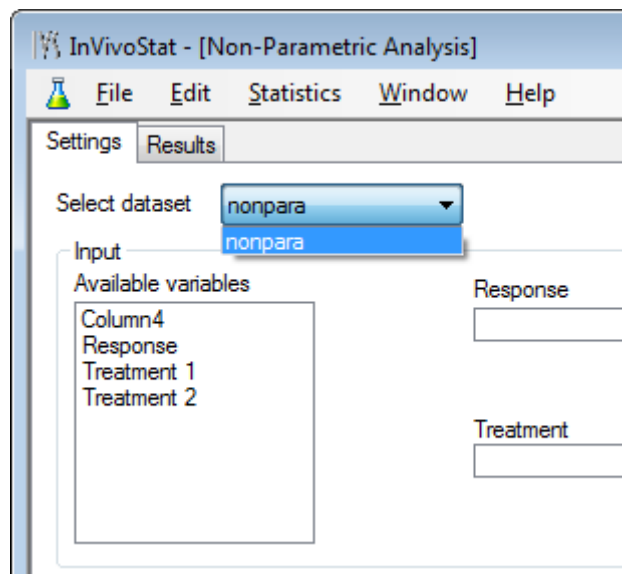 InVivoStat - [Non-Parametric Analysis]
File Edit Statistics Window Help
Settings Results
Select dataset nonpara
nonpara
Input
Available variables
Response
Column4
Response
Treatment 1
Treatment 2
Treatment